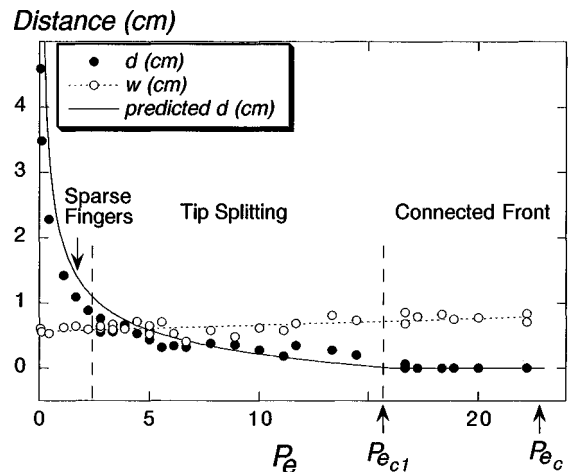 Distance (cm)
d (cm)
w (cm)
predicted d (cm)
4
3
2
1
0
Sparse
Fingers
Tip Splitting
Connected Front
0
5
10
20
Pe
Pec1
Pec